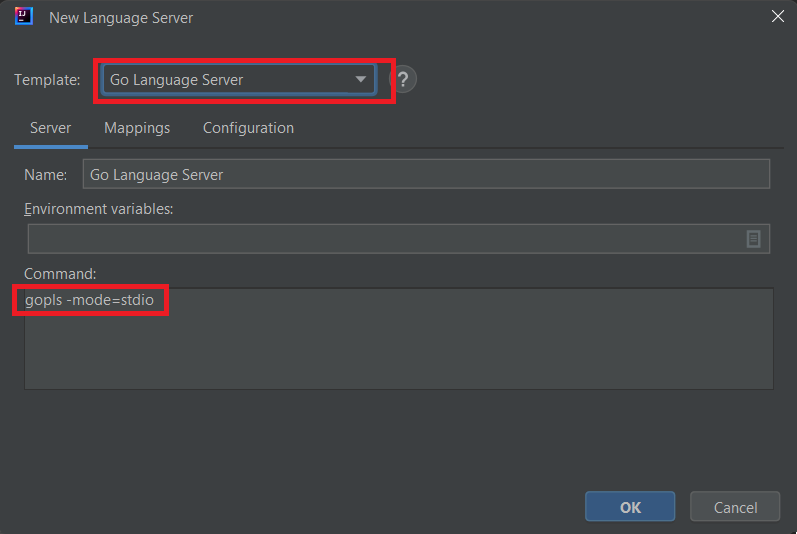 New Language Server
Template: Go Language Server ?
Server Mappings Configuration
Name: Go Language Server
Environment variables:
Command:
gopls -mode=stdio
OK Cancel